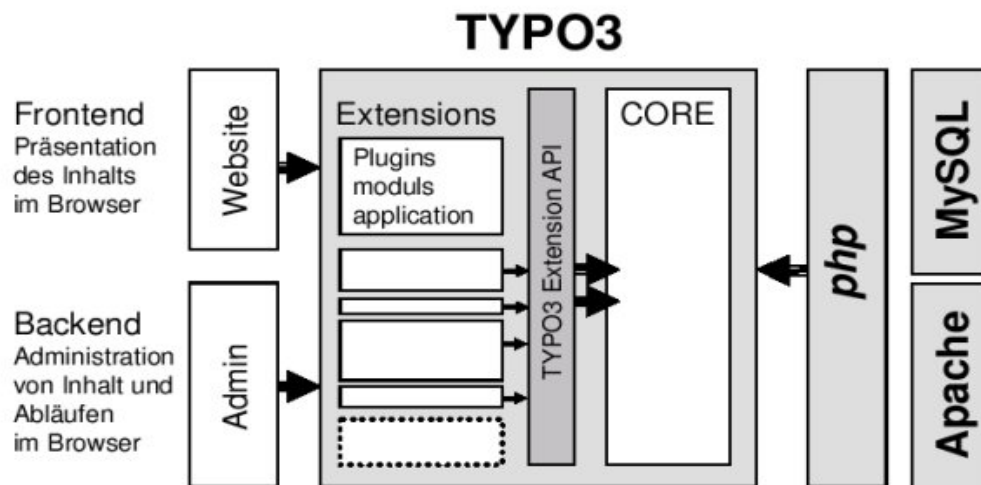 TYPO3
Frontend
Präsentation
des Inhalts
im Browser
Backend
Administration
von Inhalt und
Abläufen
im Browser
Website
Admin
Extensions
Plugins
moduls
application
TYPO3 Extension API
CORE
php
MySQL
Apache